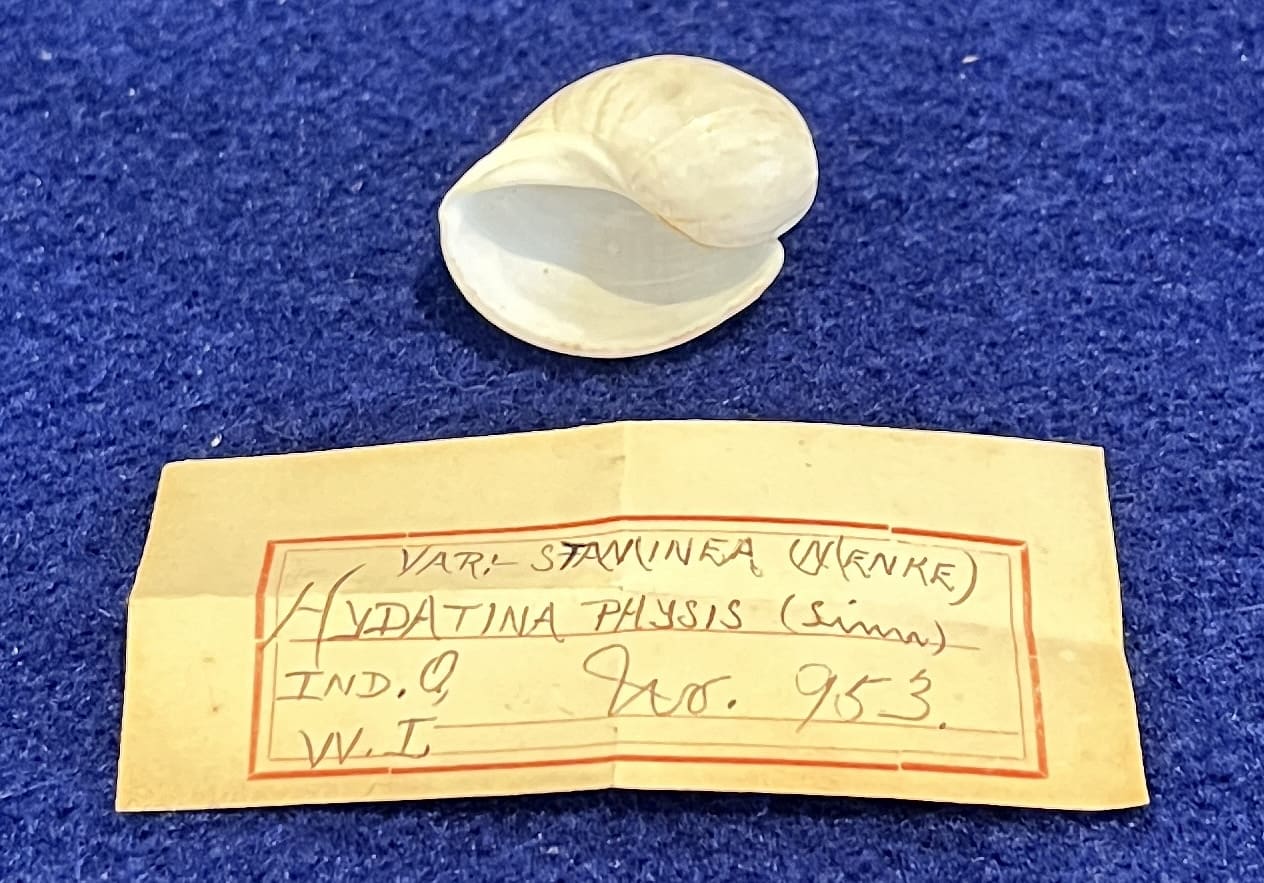 VAR:- STAMINEA (MENKE)
HYDATINA PHYSIS (Linn)
IND. O,
No. 953.
W. I